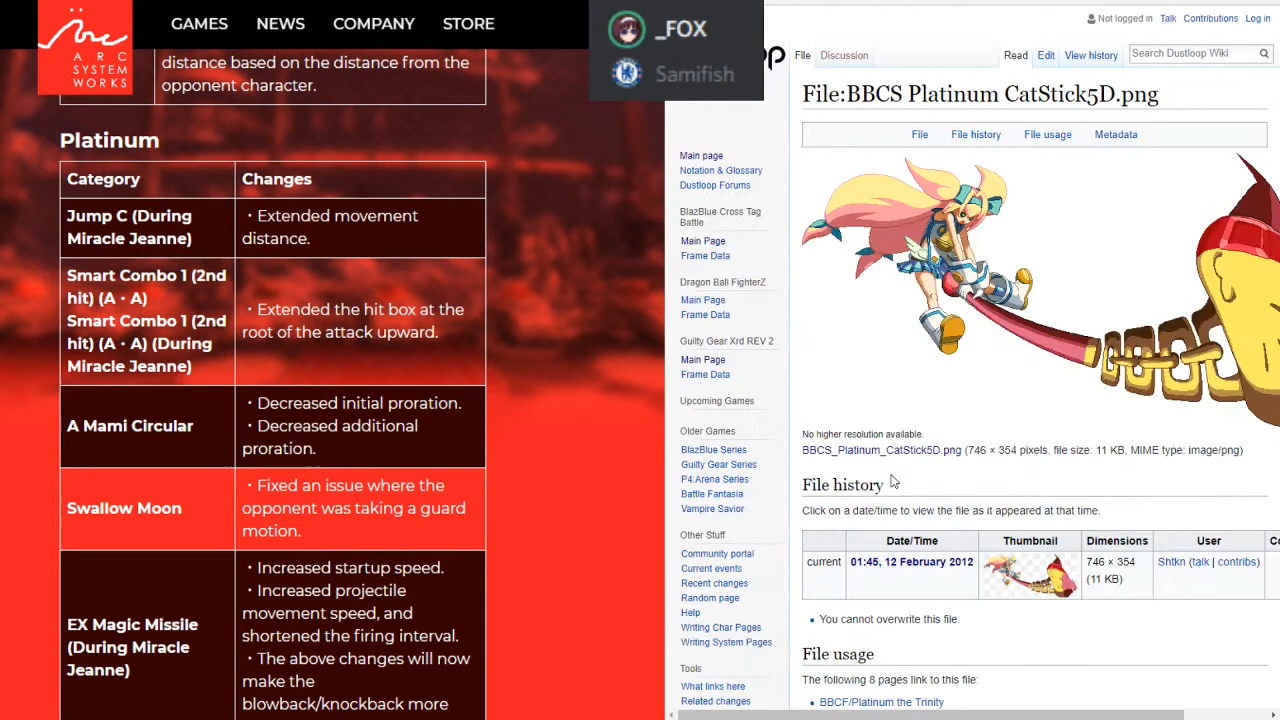 ARC
SYSTEM
WORKS
GAMES NEWS COMPANY STORE
distance based on the distance from the
opponent character.
Platinum
Category Changes
Jump C (During
Miracle Jeanne)
・Extended movement
distance.
Smart Combo 1 (2nd
hit) (A・A)
Smart Combo 1 (2nd
hit) (A・A) (During
Miracle Jeanne)
・Extended the hit box at the
root of the attack upward.
A Mami Circular
・Decreased initial proration.
・Decreased additional
proration.
Swallow Moon
・Fixed an issue where the
opponent was taking a guard
motion.
EX Magic Missile
(During Miracle
Jeanne)
・Increased startup speed.
・Increased projectile
movement speed, and
shortened the firing interval.
・The above changes will now
make the
blowback/knockback more
_FOX
Samifish
Not logged in Talk Contributions Log in
File Discussion Read Edit View history Search Dustloop Wiki
File:BBCS Platinum CatStick5D.png
File File history File usage Metadata
Main page
Notation & Glossary
Dustloop Forums
BlazBlue Cross Tag
Battle
Main Page
Frame Data
Dragon Ball FighterZ
Main Page
Frame Data
Guilty Gear Xrd REV 2
Main Page
Frame Data
Upcoming Games
Older Games
BlazBlue Series
Guilty Gear Series
P4:Arena Series
Battle Fantasia
Vampire Savior
Other Stuff
Community portal
Current events
Recent changes
Random page
Help
Writing Char Pages
Writing System Pages
Tools
What links here
Related changes
No higher resolution available.
BBCS_Platinum_CatStick5D.png (746 × 354 pixels, file size: 11 KB, MIME type: image/png)
File history
Click on a date/time to view the file as it appeared at that time.
Date/Time Thumbnail Dimensions User
current 01:45, 12 February 2012 746 × 354
(11 KB)
Shtkn (talk | contribs)
• You cannot overwrite this file.
File usage
The following 8 pages link to this file:
• BBCF/Platinum the Trinity